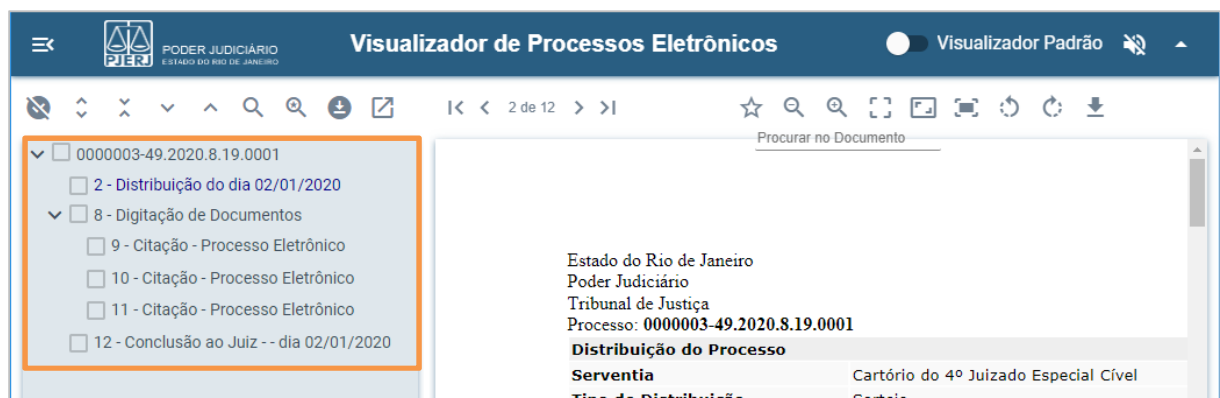 PJERJ
PODER JUDICIÁRIO
ESTADO DO RIO DE JANEIRO
Visualizador de Processos Eletrônicos
Visualizador Padrão
2 de 12
Procurar no Documento
0000003-49.2020.8.19.0001
2 - Distribuição do dia 02/01/2020
8 - Digitação de Documentos
9 - Citação - Processo Eletrônico
10 - Citação - Processo Eletrônico
11 - Citação - Processo Eletrônico
12 - Conclusão ao Juiz - - dia 02/01/2020
Estado do Rio de Janeiro
Poder Judiciário
Tribunal de Justiça
Processo: 0000003-49.2020.8.19.0001
Distribuição do Processo
Serventia Cartório do 4º Juizado Especial Cível
Tipo de Distribuição Sorteio